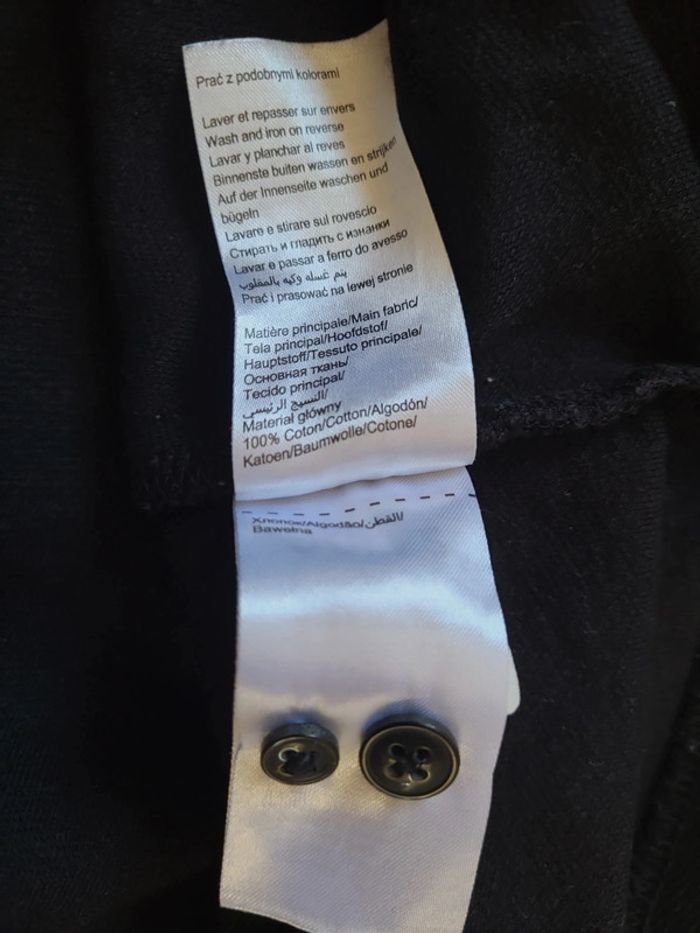 Prać z podobnymi kolorami
Laver et repasser sur envers
Wash and iron on reverse
Lavar y planchar al reves
Binnenste buiten wassen en strijken
Auf der Innenseite waschen und
bügeln
Lavare e stirare sul rovescio
Стирать и гладить с изнанки
Lavar e passar a ferro do avesso
يتم غسله وكيه بالمقلوب
Prać i prasować na lewej stronie
Matière principale/Main fabric/
Tela principal/Hoofdstof/
Hauptstoff/Tessuto principale/
Основная ткань/
Tecido principal/
النسيج الرئيسي/
Materiał główny
100% Coton/Cotton/Algodón/
Katoen/Baumwolle/Cotone/
Хлопок/Algodão/القطن/
Bawełna